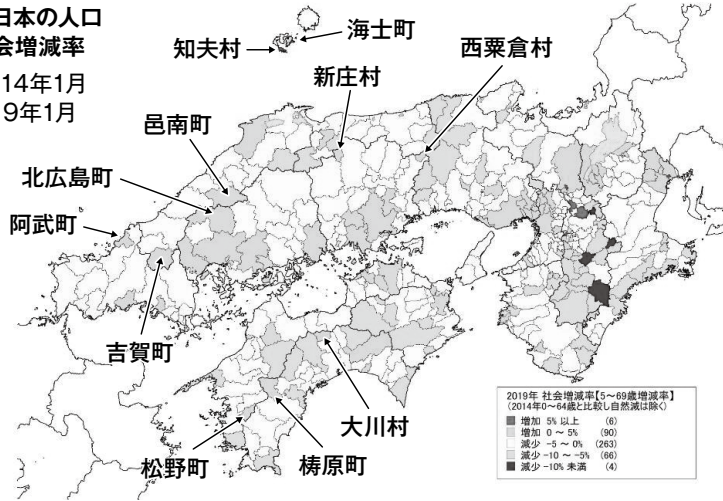 日本の人口
会増減率
14年1月
9年1月
知夫村
海士町
西粟倉村
新庄村
邑南町
北広島町
阿武町
吉賀町
大川村
松野町
梼原町
2019年 社会増減率【5～69歳増減率】
(2014年0～64歳と比較し自然減は除く)
増加 5% 以上 (6)
増加 0 ～ 5% (90)
減少 -5 ～ 0% (263)
減少 -10 ～ -5% (66)
減少 -10% 未満 (4)